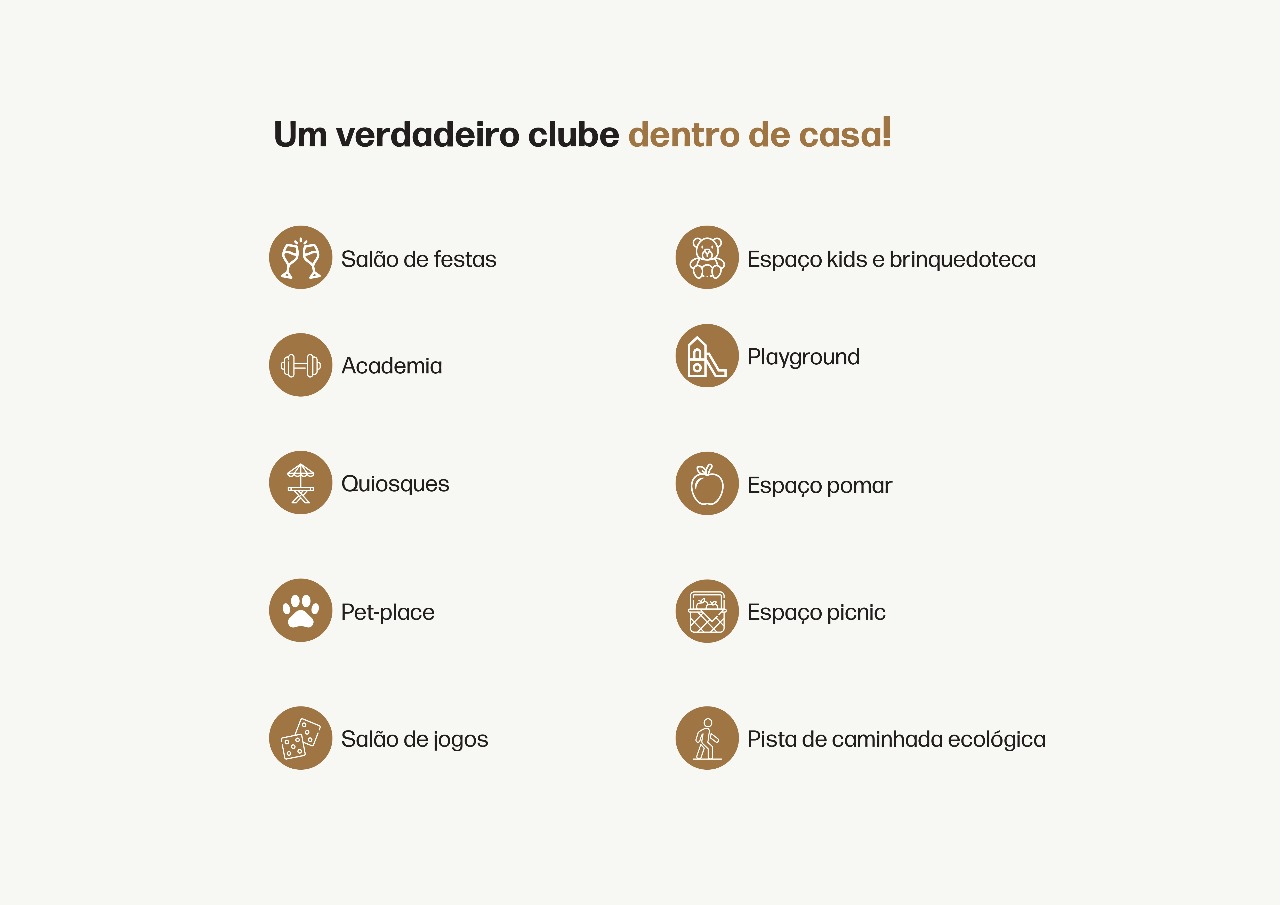 Um verdadeiro clube dentro de casa!
Salão de festas
Academia
Quiosques
Pet-place
Salão de jogos
Espaço kids e brinquedoteca
Playground
Espaço pomar
Espaço picnic
Pista de caminhada ecológica